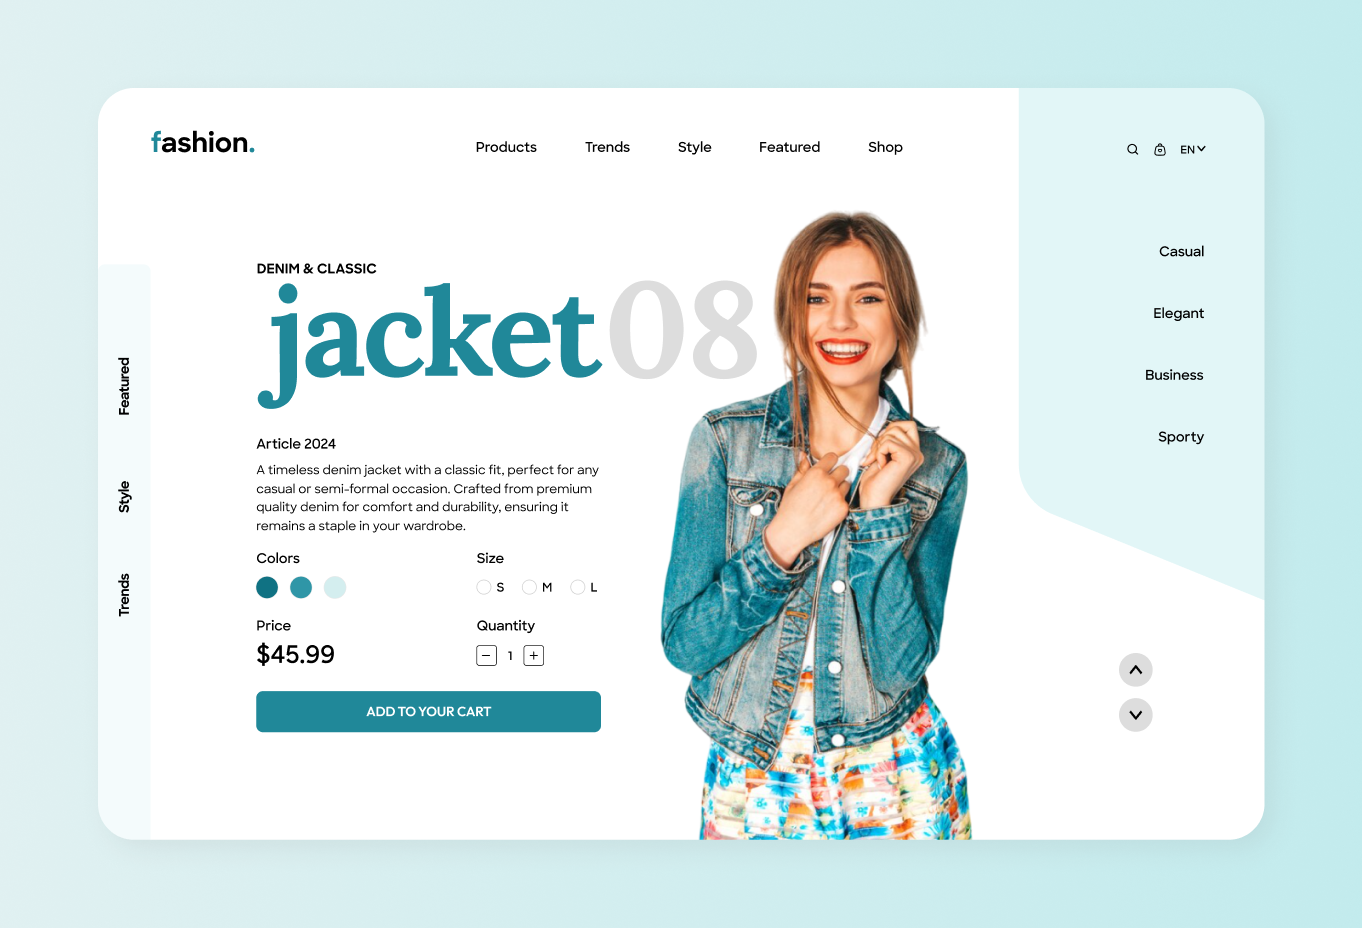 fashion.
Products Trends Style Featured Shop
EN
DENIM & CLASSIC
jacket 08
Article 2024
A timeless denim jacket with a classic fit, perfect for any
casual or semi-formal occasion. Crafted from premium
quality denim for comfort and durability, ensuring it
remains a staple in your wardrobe.
Colors
Size
S M L
Price
$45.99
Quantity
− 1 +
ADD TO YOUR CART
Featured
Style
Trends
Casual
Elegant
Business
Sporty